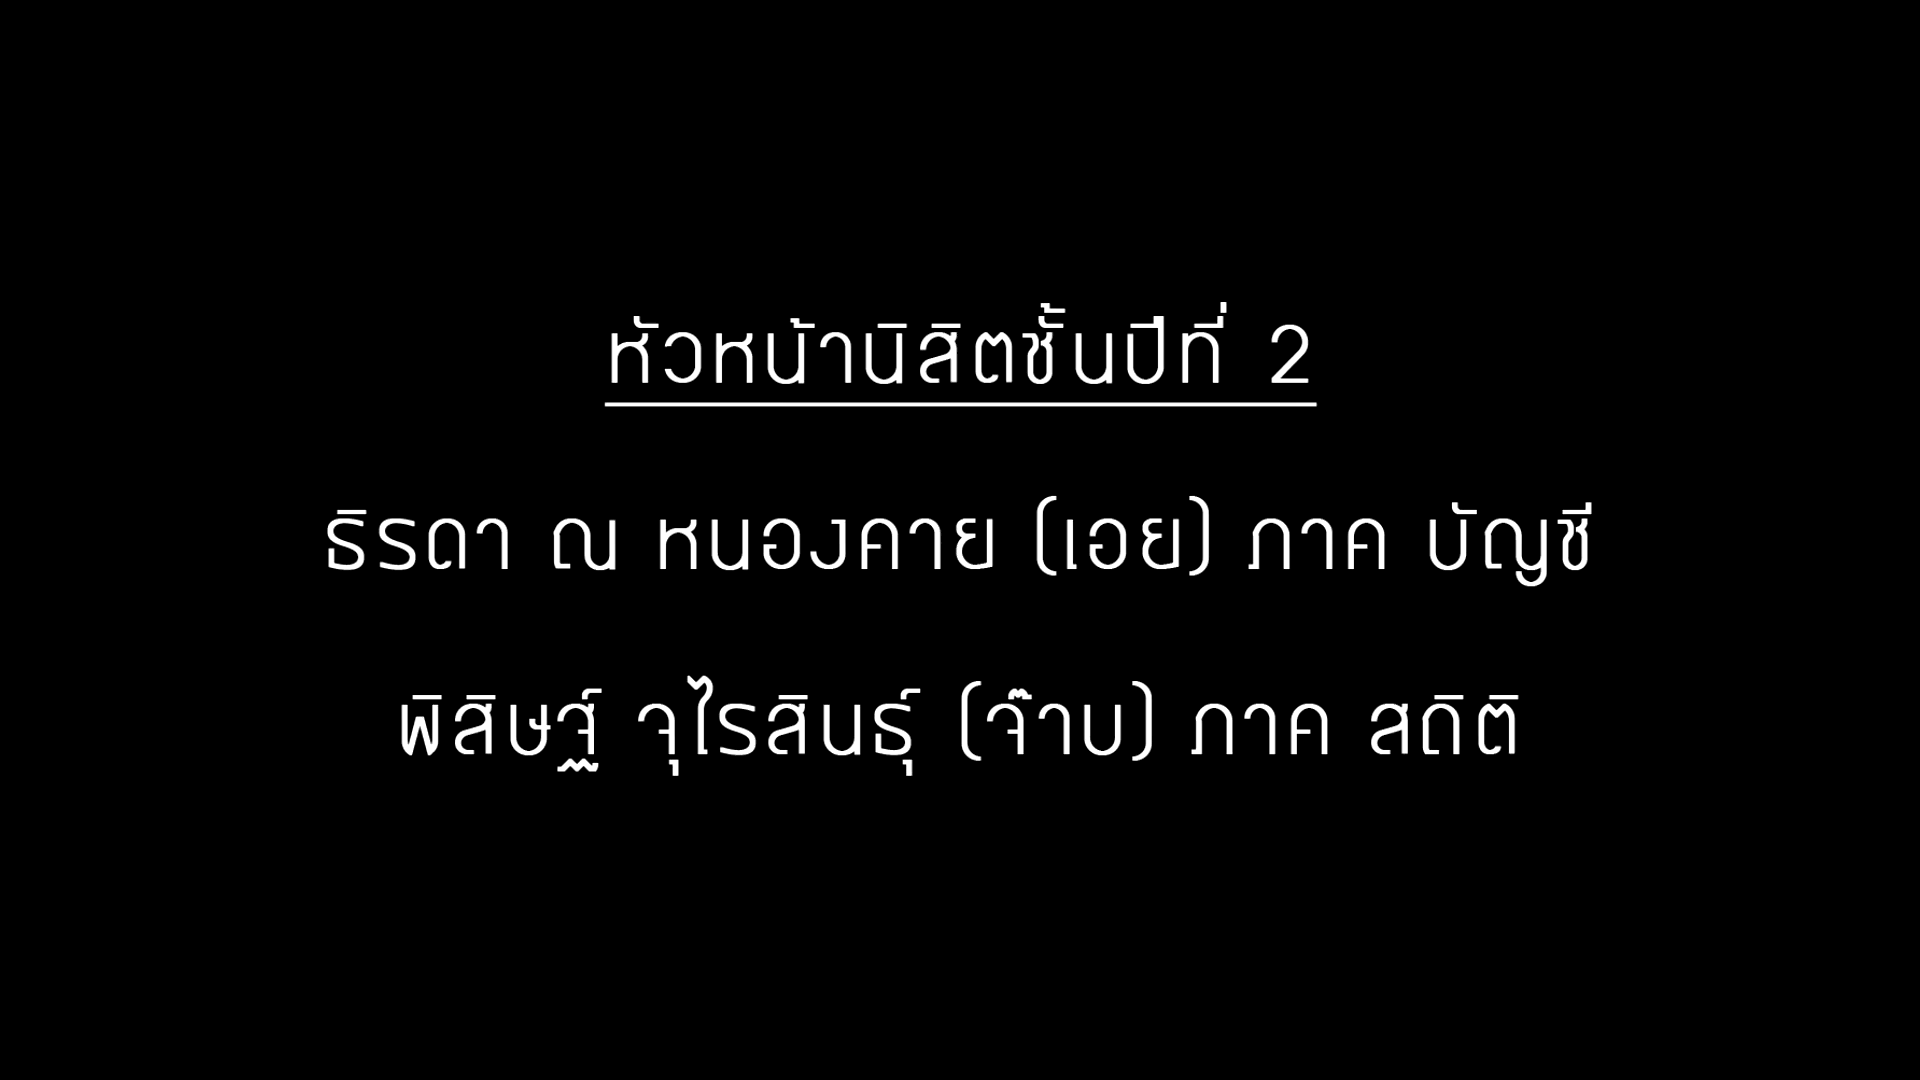 หัวหน้านิสิตชั้นปีที่ 2
ธิรดา ณ หนองคาย (เอย) ภาค บัญชี
พิสิษฐ์ จุไรสินธุ์ (จ๊าบ) ภาค สถิติ